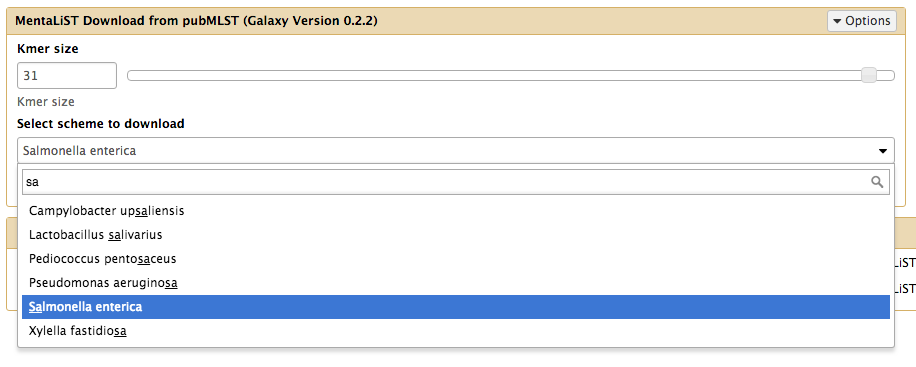 MentaLiST Download from pubMLST (Galaxy Version 0.2.2)
Options
Kmer size
31
Kmer size
Select scheme to download
Salmonella enterica
sa
Campylobacter upsaliensis
Lactobacillus salivarius
Pediococcus pentosaceus
Pseudomonas aeruginosa
Salmonella enterica
Xylella fastidiosa
LiST
LiST